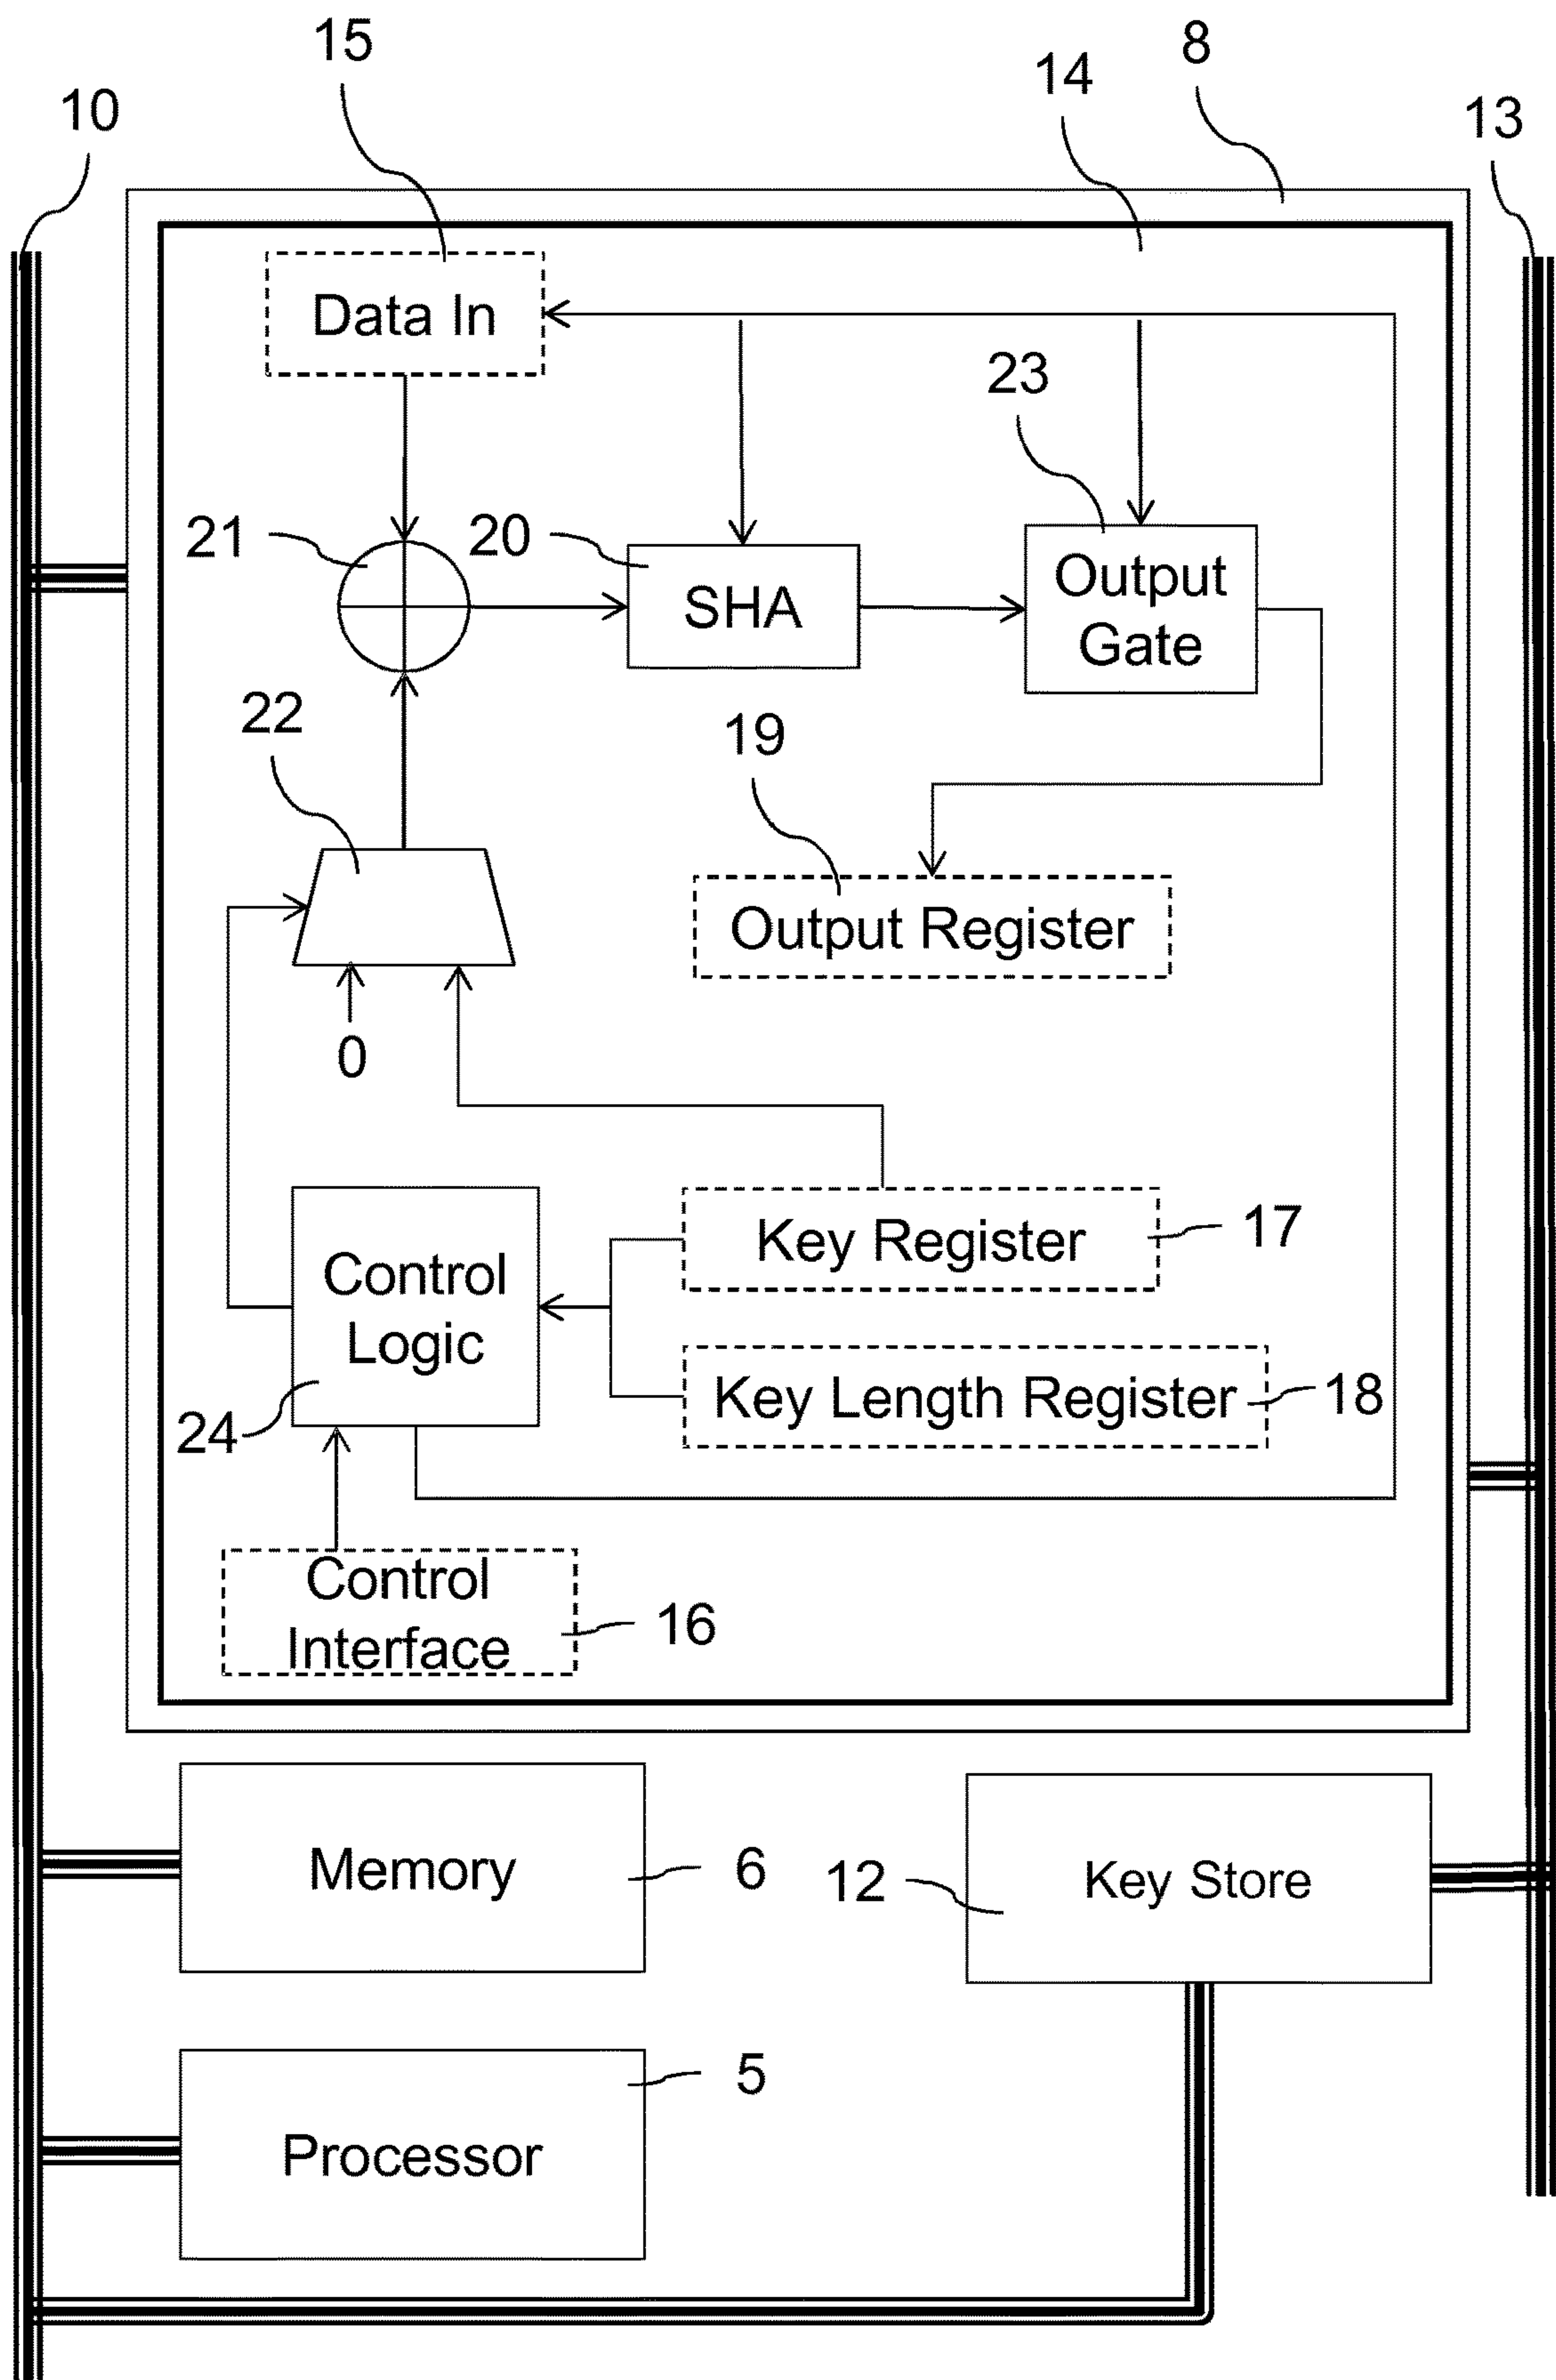 15
8
14
10
13
Data In
23
21
20
Output
Gate
SHA
22
19
Output Register
0
Key Register
17
Control
Logic
Key Length Register
18
24
Control
Interface
16
Memory
6
12
Key Store
5
Processor